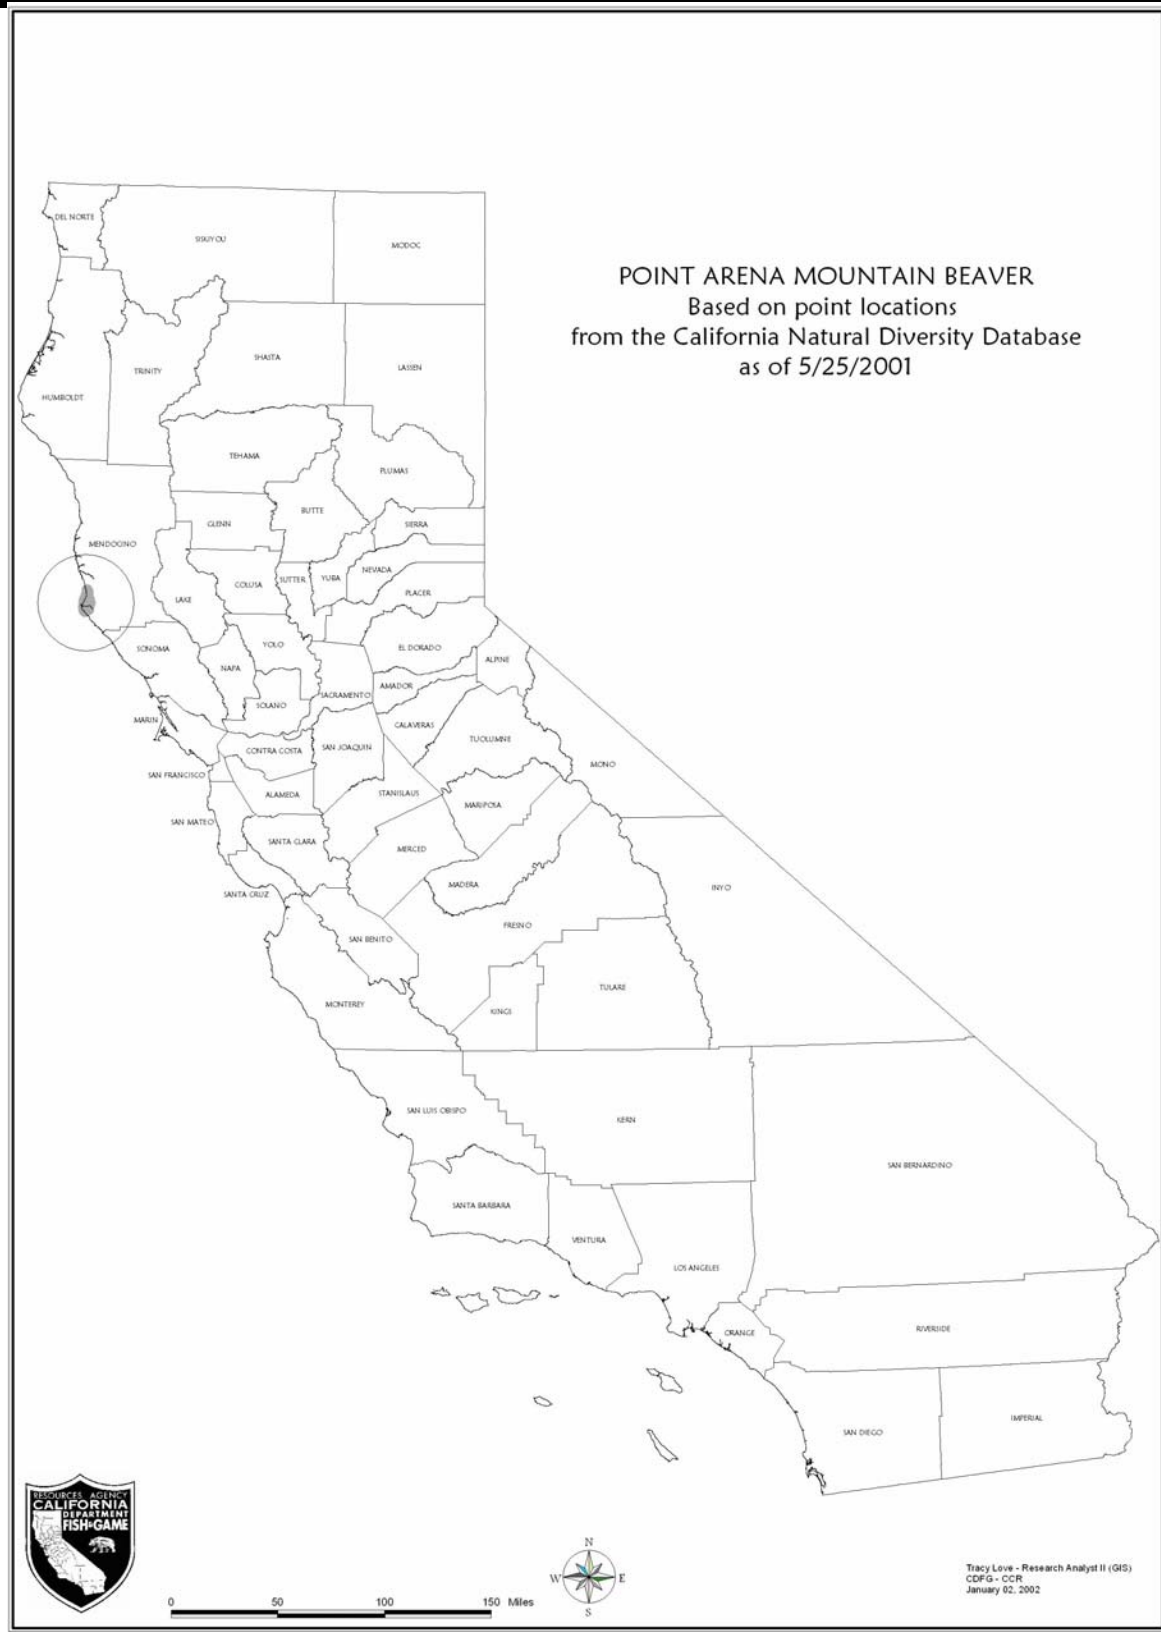 DEL NORTE
SISKIYOU
MODOC
POINT ARENA MOUNTAIN BEAVER
Based on point locations
from the California Natural Diversity Database
as of 5/25/2001
SHASTA
LASSEN
TRINITY
HUMBOLDT
TEHAMA
PLUMAS
BUTTE
GLENN
SIERRA
MENDOCINO
NEVADA
YUBA
SUTTER
COLUSA
PLACER
LAKE
YOLO
EL DORADO
SONOMA
ALPINE
NAPA
AMADOR
SACRAMENTO
SOLANO
MARIN
CALAVERAS
TUOLUMNE
SAN JOAQUIN
CONTRA COSTA
MONO
SAN FRANCISCO
STANISLAUS
ALAMEDA
MARIPOSA
SAN MATEO
SANTA CLARA
MERCED
MADERA
INYO
SANTA CRUZ
FRESNO
SAN BENITO
TULARE
MONTEREY
KINGS
SAN LUIS OBISPO
KERN
SAN BERNARDINO
SANTA BARBARA
VENTURA
LOS ANGELES
ORANGE
RIVERSIDE
IMPERIAL
SAN DIEGO
RESOURCES AGENCY
CALIFORNIA
DEPARTMENT
FISH&GAME
N
W E
S
0 50 100 150 Miles
Tracy Love - Research Analyst II (GIS)
CDFG - CCR
January 02, 2002